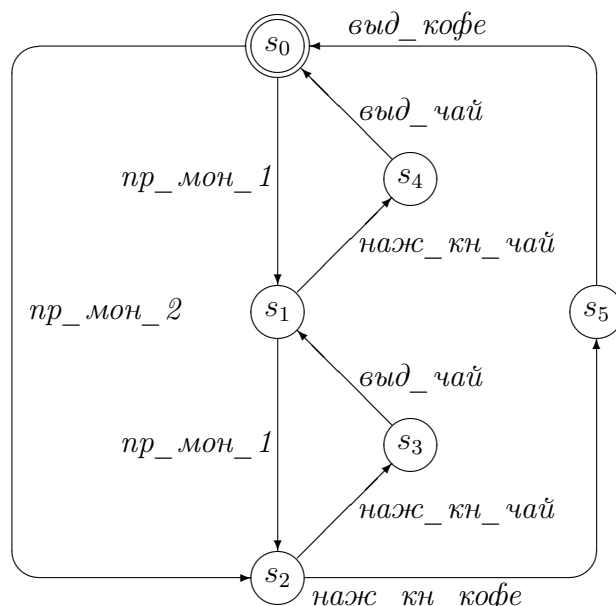 выд_кофе
s0
выд_чай
пр_мон_1
s4
наж_кн_чай
пр_мон_2
s1
s5
выд_чай
пр_мон_1
s3
наж_кн_чай
s2
наж_кн_кофе